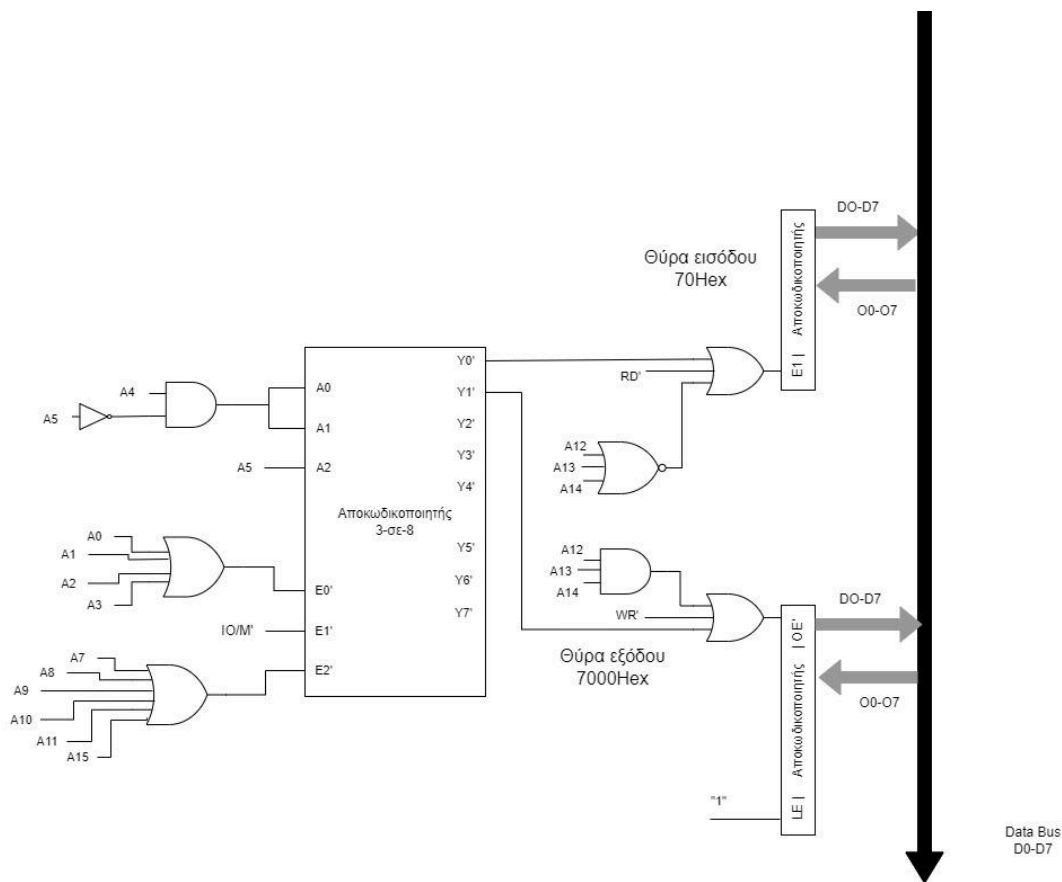 DO-D7
Θύρα εισόδου
70Hex
E1 | Αποκωδικοποιητής
O0-O7
A4
A5
A0
A1
A5
A2
Αποκωδικοποιητής
3-σε-8
Y0'
Y1'
Y2'
Y3'
Y4'
Y5'
Y6'
Y7'
RD'
A12
A13
A14
A0
A1
A2
A3
E0'
IO/M'
E1'
E2'
A7
A8
A9
A10
A11
A15
A12
A13
A14
WR'
Θύρα εξόδου
7000Hex
DO-D7
LE | Αποκωδικοποιητής | OE'
O0-O7
"1"
Data Bus
D0-D7